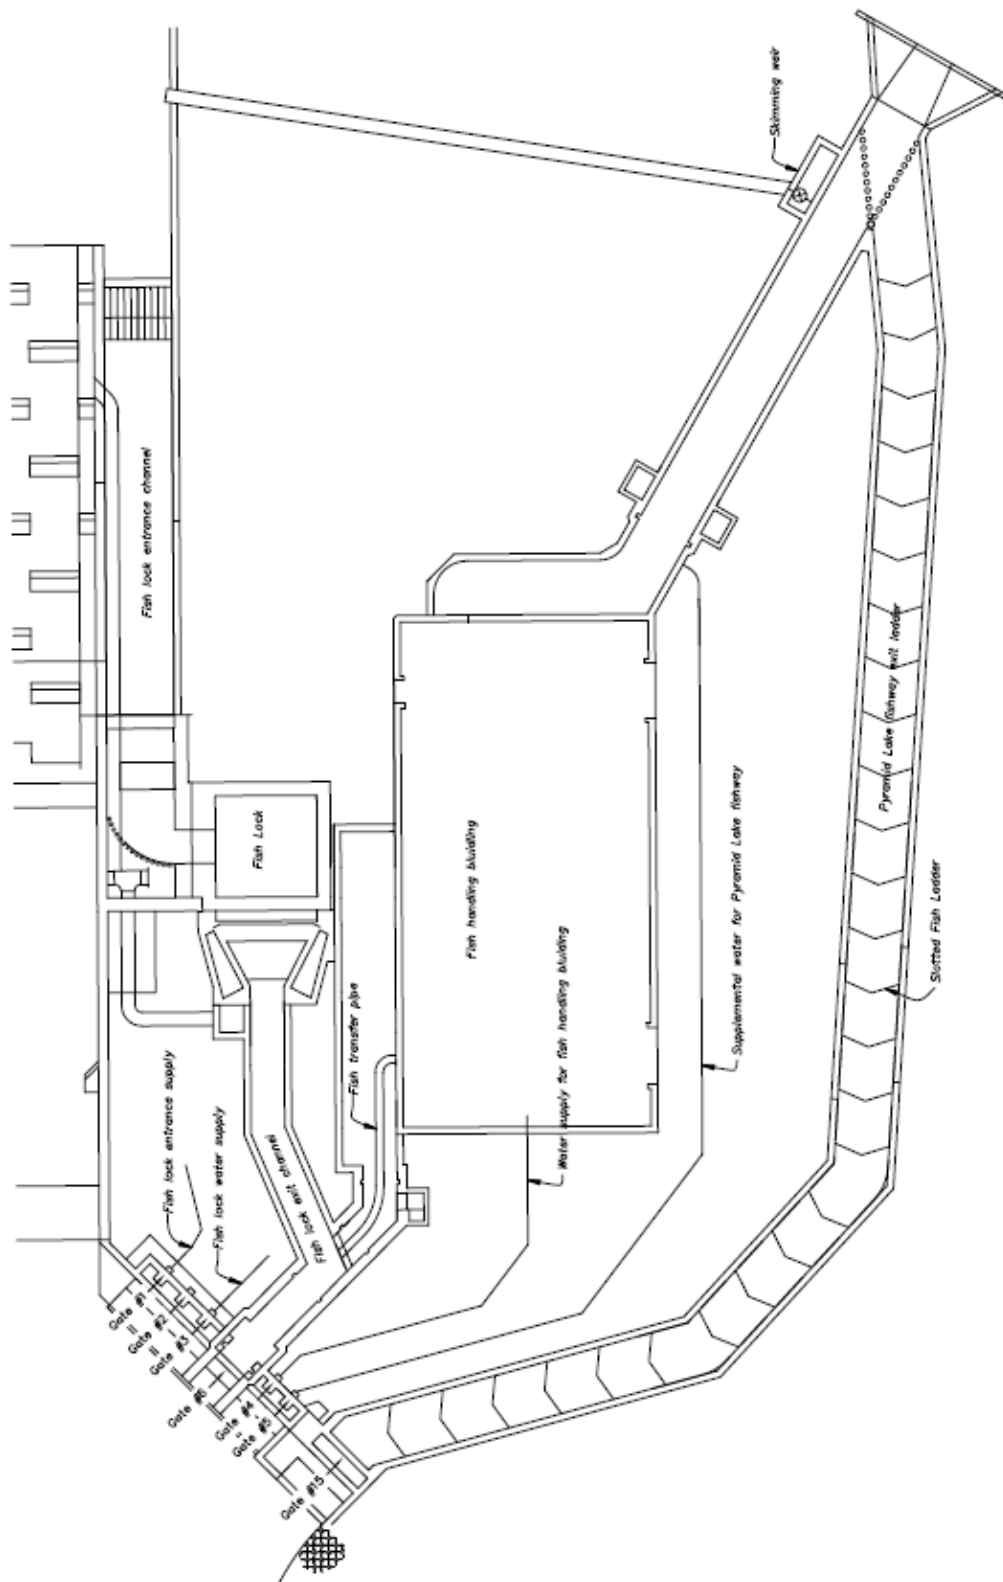 Skimming weir
Fish lock entrance channel
Fish Lock
Fish handling bluiding
Pyramid Lake fishway exit ladder
Slotted Fish Ladder
Supplemental water for Pyramid Lake fishway
Water supply for fish handling bluiding
Fish transfer pipe
Fish lock entrance supply
Fish lock water supply
Fish lock exit channel
Gate #1
Gate #2
Gate #3
Gate #6
Gate #4
Gate #5
Gate #15